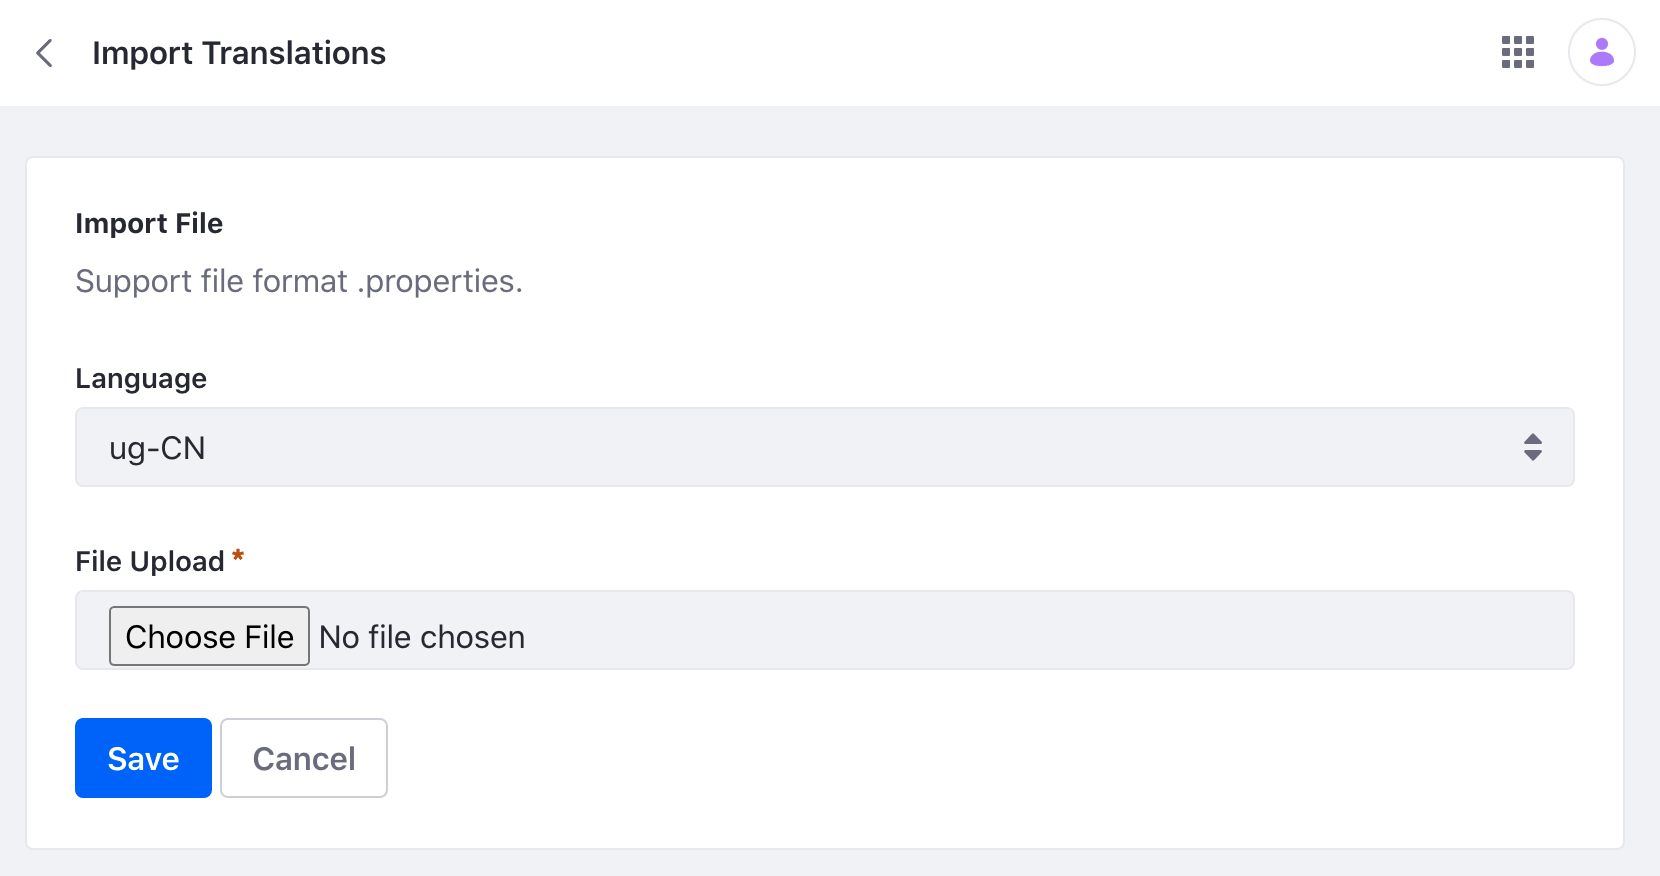 Import Translations
Import File
Support file format .properties.
Language
ug-CN
File Upload *
Choose File No file chosen
Save Cancel